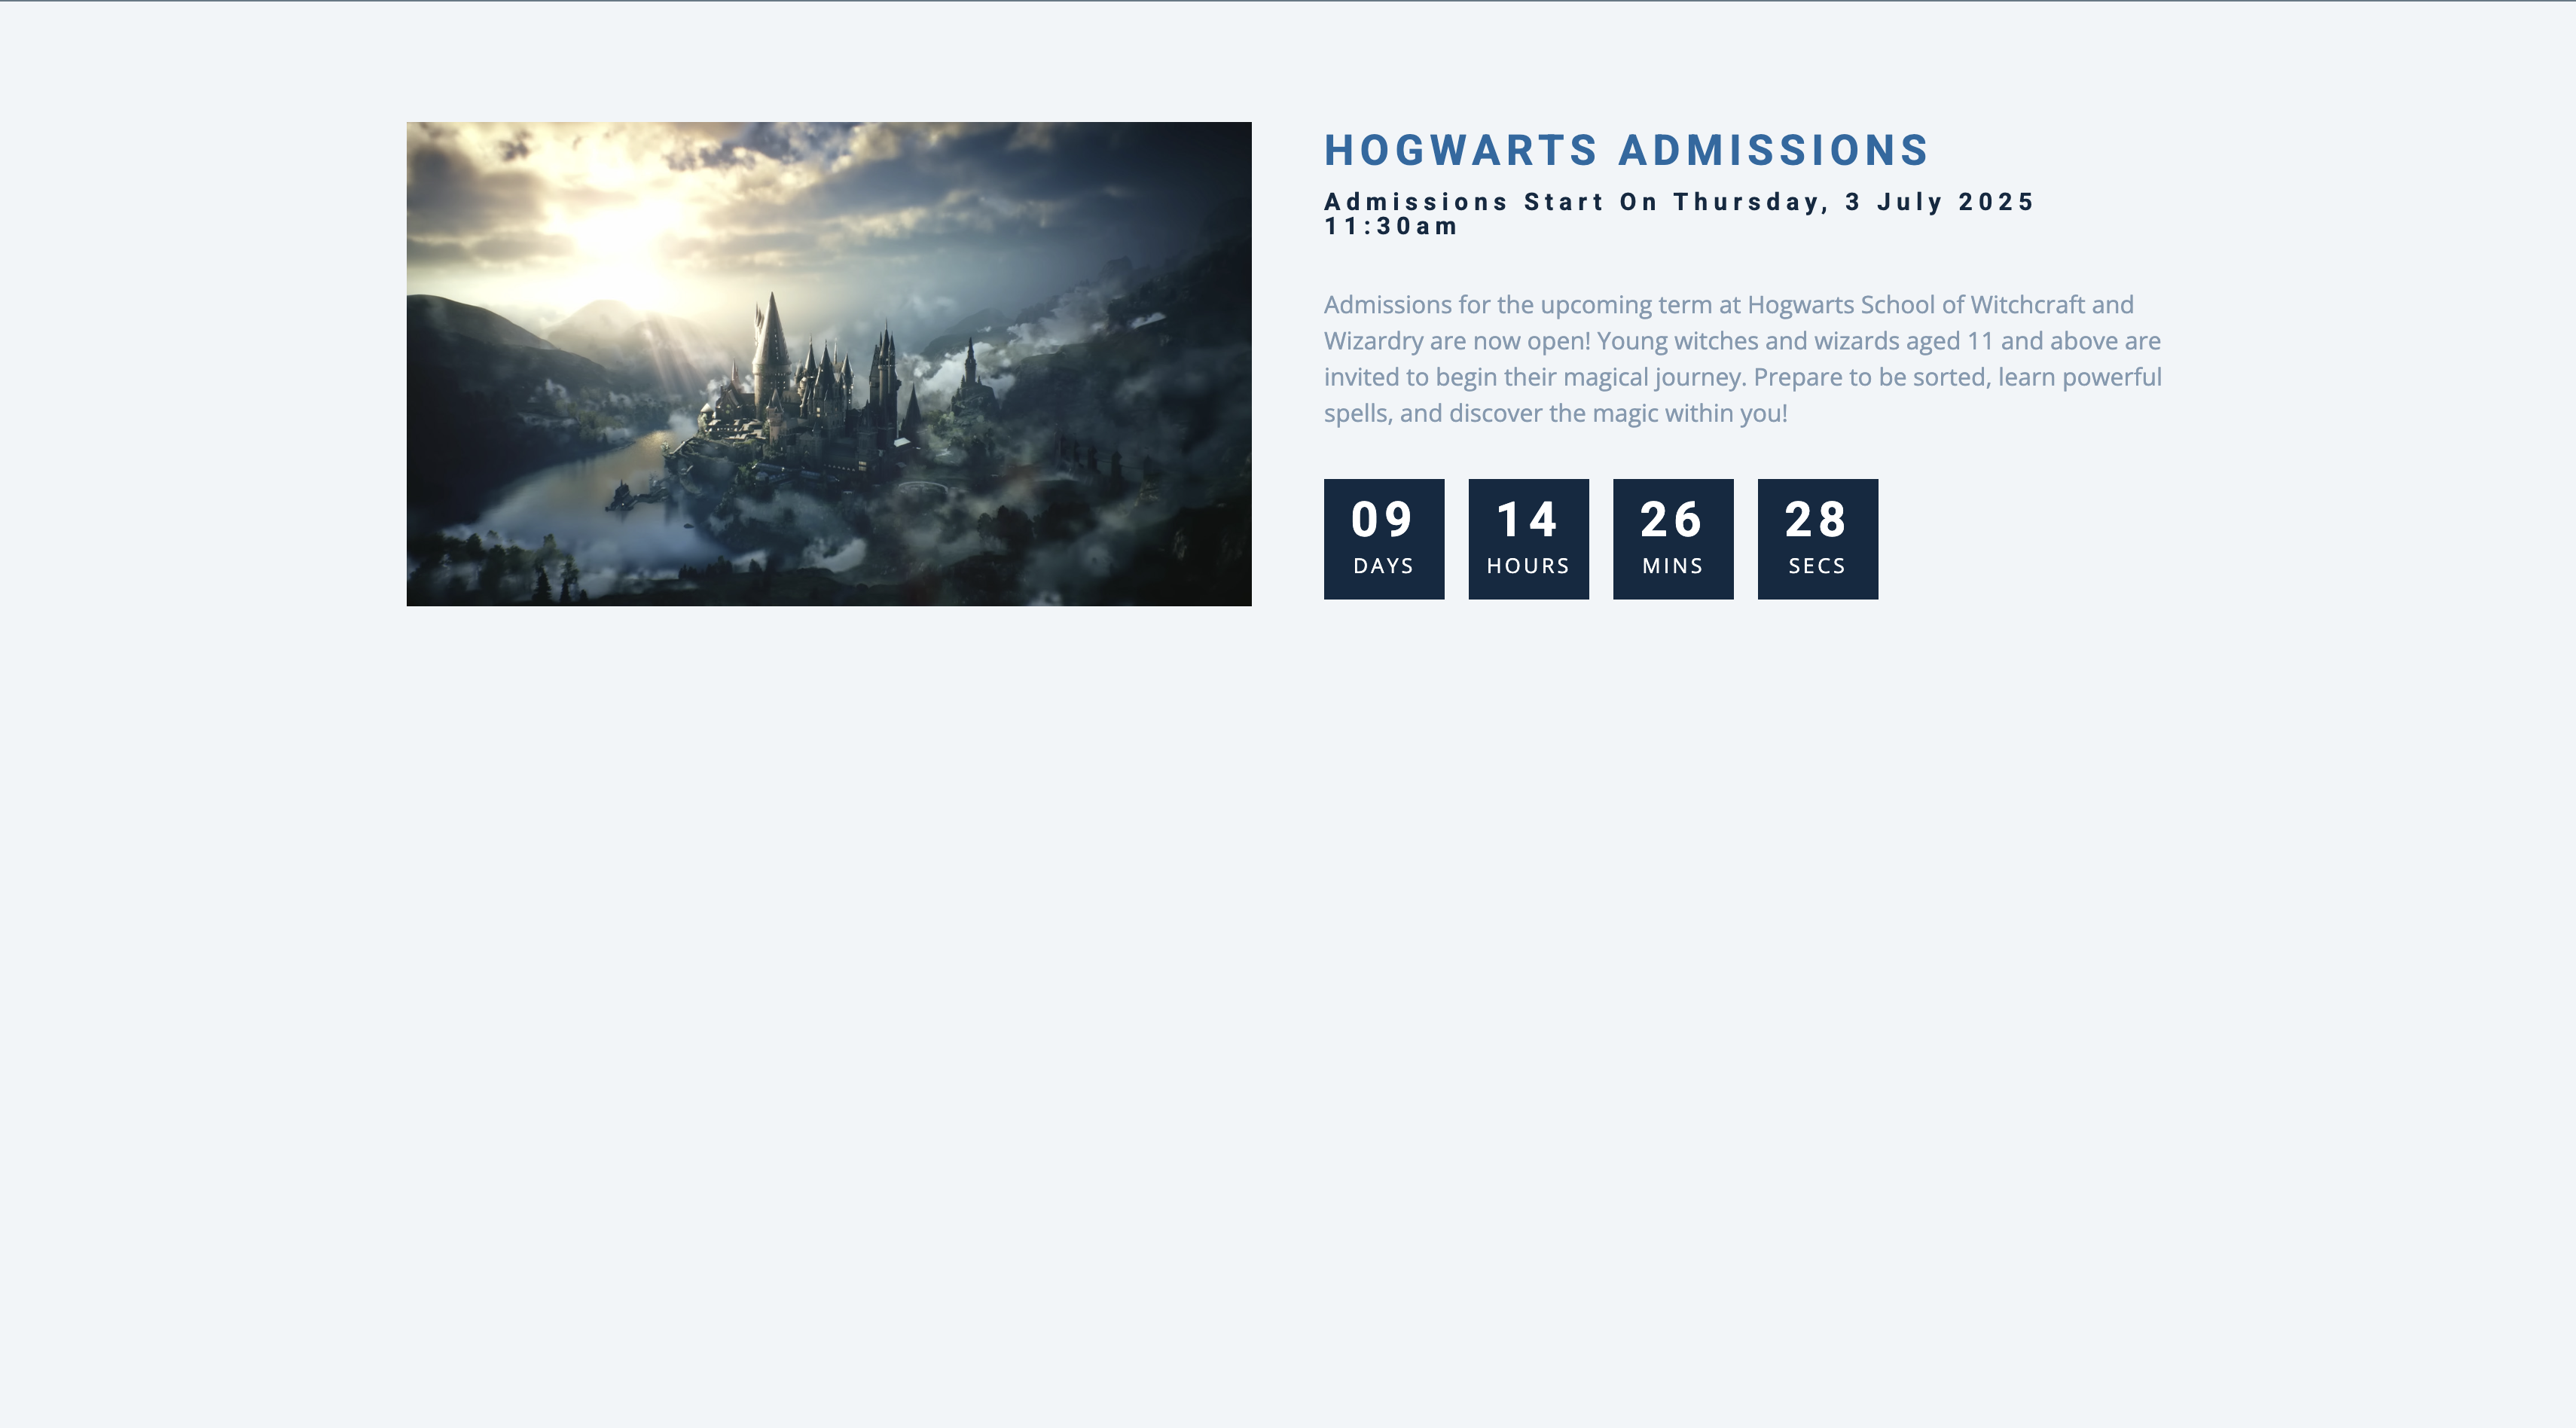 HOGWARTS ADMISSIONS
Admissions Start On Thursday, 3 July 2025
11:30am
Admissions for the upcoming term at Hogwarts School of Witchcraft and
Wizardry are now open! Young witches and wizards aged 11 and above are
invited to begin their magical journey. Prepare to be sorted, learn powerful
spells, and discover the magic within you!
09 14 26 28
DAYS HOURS MINS SECS